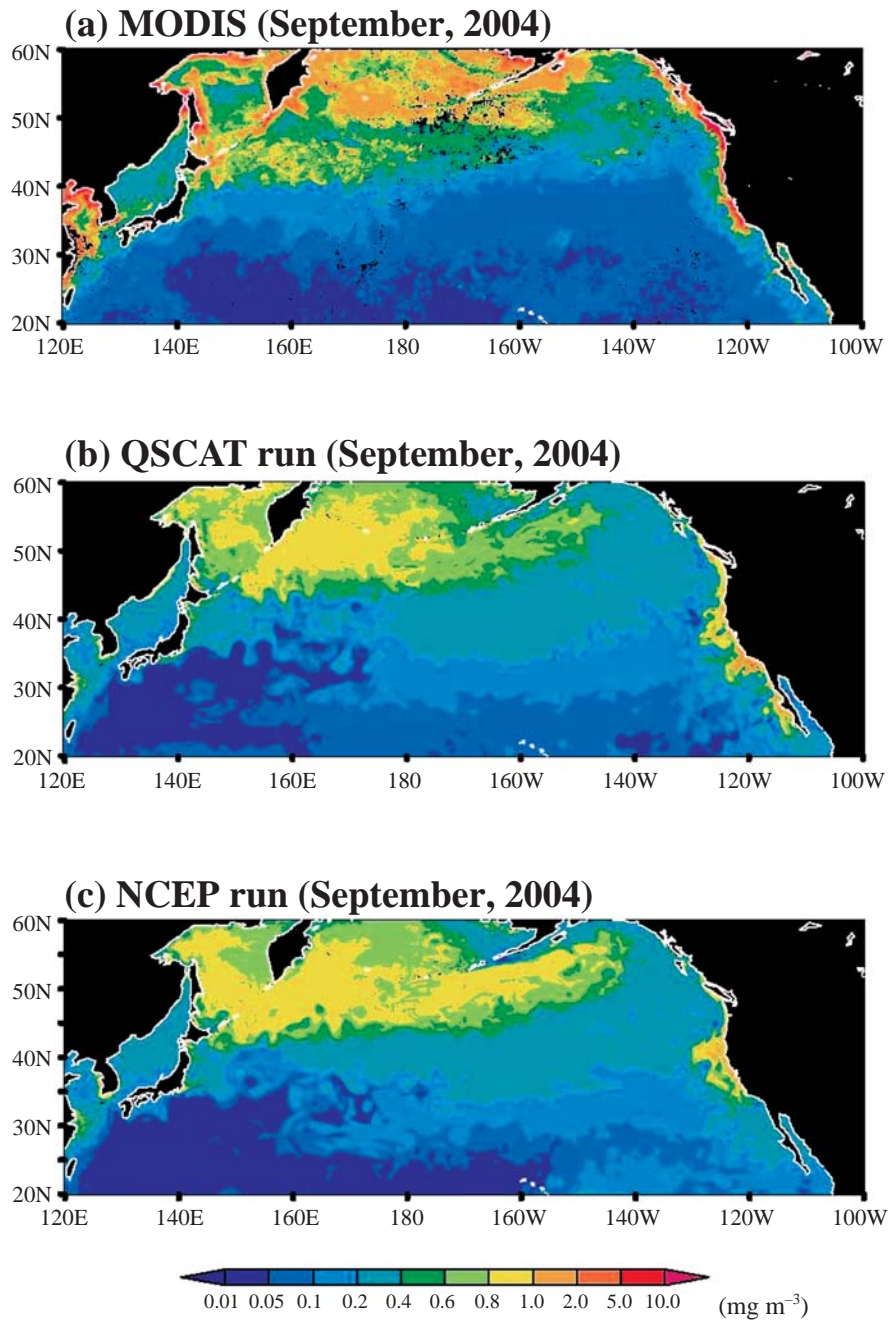 (a) MODIS (September, 2004)
60N
50N
40N
30N
20N
120E 140E 160E 180 160W 140W 120W 100W
(b) QSCAT run (September, 2004)
60N
50N
40N
30N
20N
120E 140E 160E 180 160W 140W 120W 100W
(c) NCEP run (September, 2004)
60N
50N
40N
30N
20N
120E 140E 160E 180 160W 140W 120W 100W
0.01 0.05 0.1 0.2 0.4 0.6 0.8 1.0 2.0 5.0 10.0 (mg m⁻³)